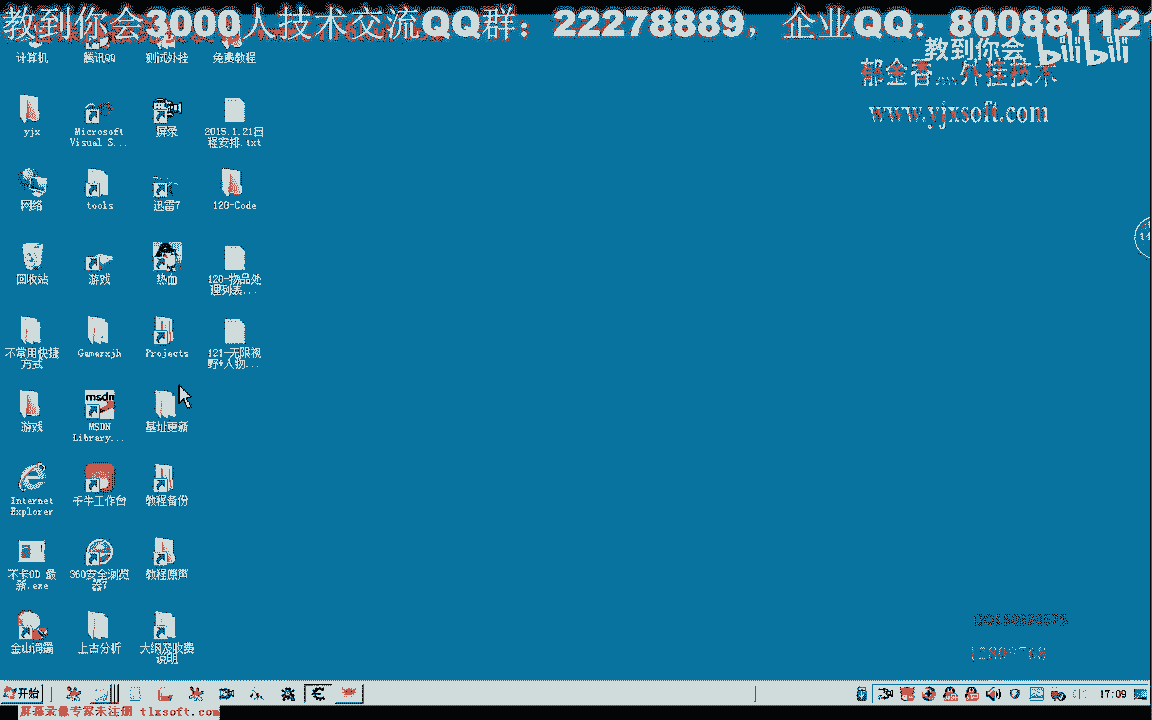 教到你会3000人技术交流QQ群：22278889，企业QQ：800881121
教到你会 bilibili
郁金香...外挂技术
www.yjxsoft.com
计算机
腾讯QQ
测试外挂
免费教程
yjx
Microsoft
Visual S...
屏录
2015.1.21日
程安排.txt
网络
tools
迅雷7
120-Code
回收站
游戏
热血
120-物品处
理列表...
不常用快捷
方式
Gamerxjh
Projects
121-无限视
野+人物...
游戏
msdn
MSDN
Library...
基址更新
Internet
Explorer
千牛工作台
教程备份
不卡OD 最
新.exe
360安全浏览
器7
教程原声
金山词霸
上古分析
大纲及收费
说明
开始
17:09
屏幕录像专家未注册 tlxsoft.com